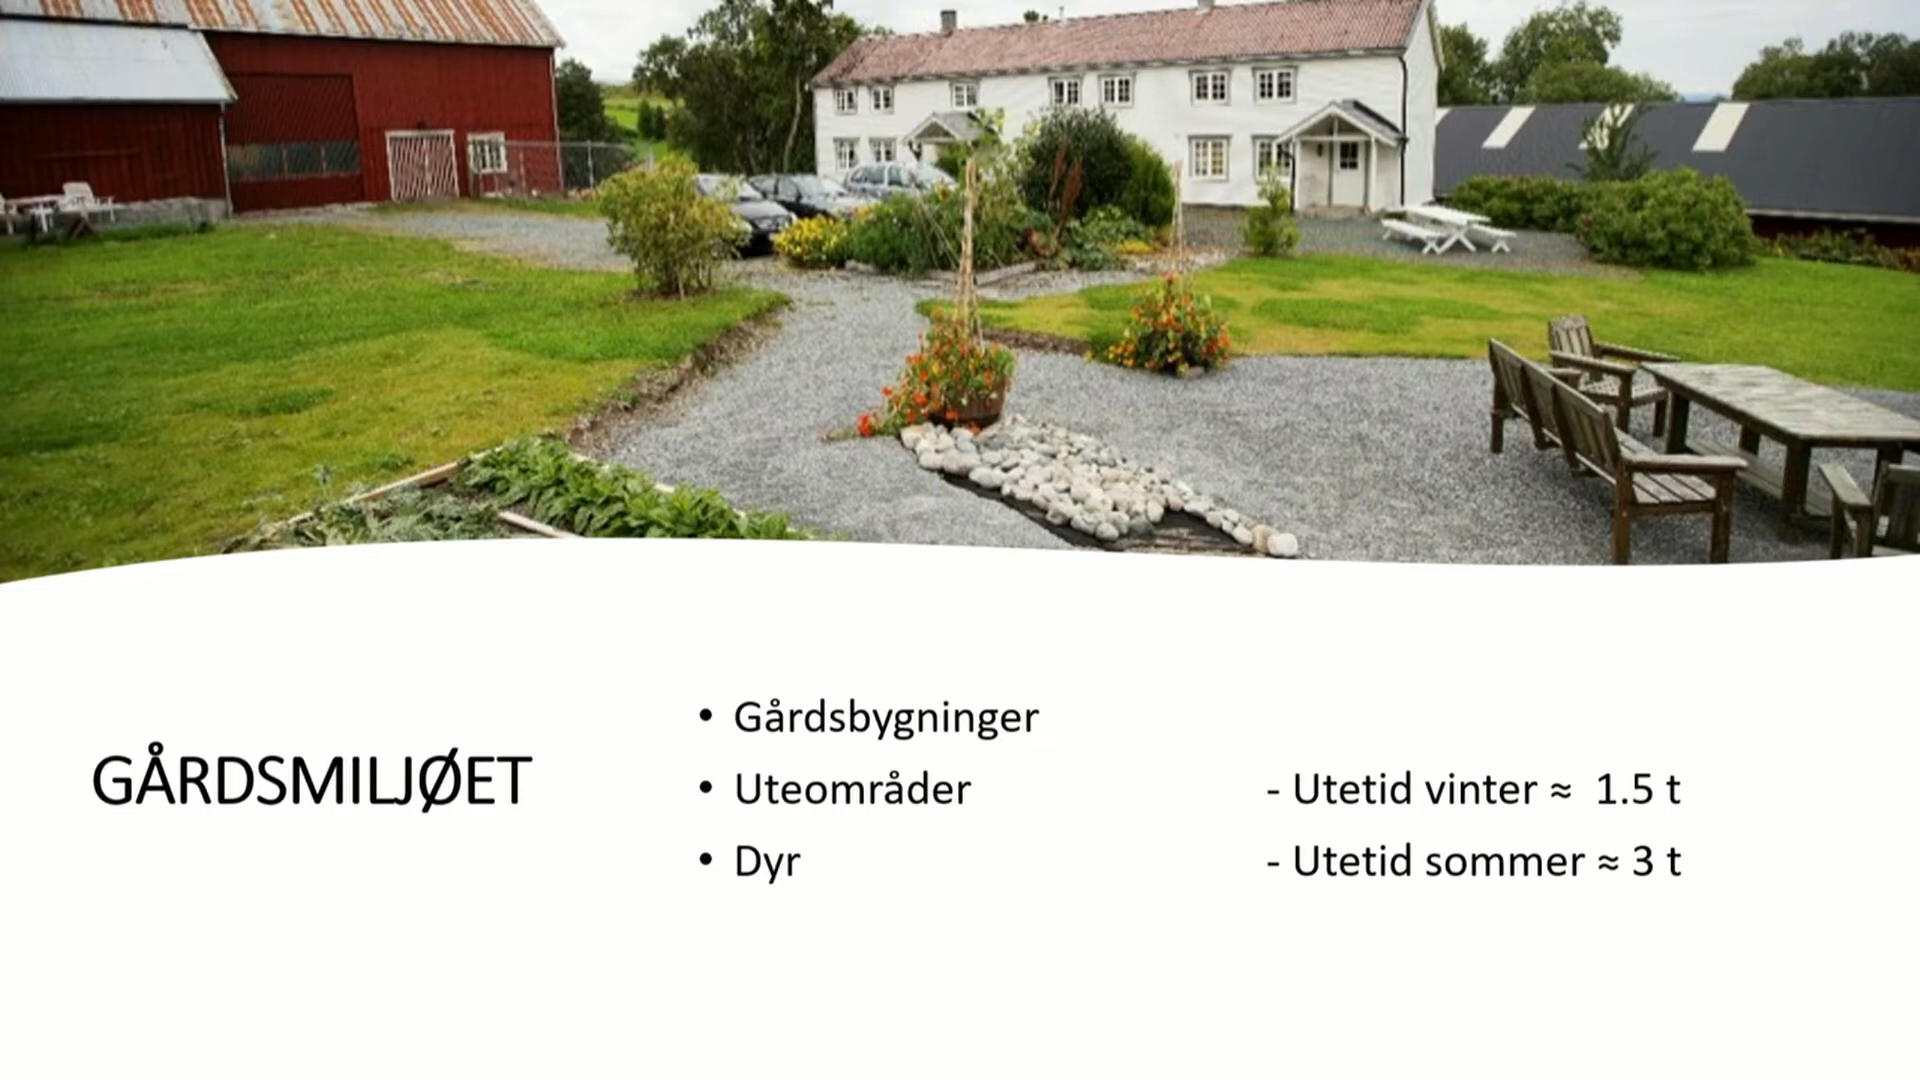 GÅRDSMILJØET
• Gårdsbygninger
• Uteområder
• Dyr
- Utetid vinter ≈ 1.5 t
- Utetid sommer ≈ 3 t